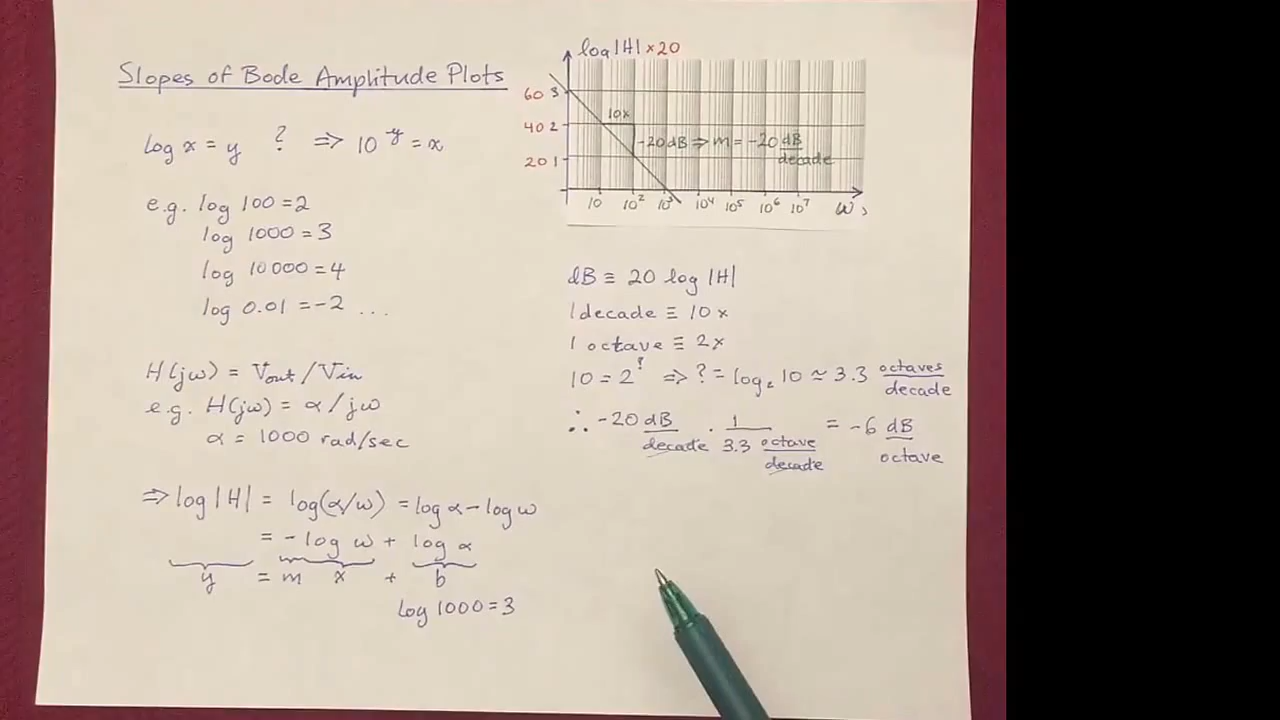 Slopes of Bode Amplitude Plots
log x = y ? ⇒ 10^y = x
e.g. log 100 = 2
log 1000 = 3
log 10000 = 4
log 0.01 = -2 ...
H(jω) = Vout / Vin
e.g. H(jω) = α / jω
α = 1000 rad/sec
⇒ log |H| = log(α/ω) = log α - log ω
= - log ω + log α
y = m x + b
log 1000 = 3
log |H| × 20
60 3
40 2
20 1
10x
-20 dB ⇒ m = -20 dB/decade
10 10² 10³ 10⁴ 10⁵ 10⁶ 10⁷ ω
dB ≡ 20 log |H|
1 decade ≡ 10x
1 octave ≡ 2x
10 = 2^? ⇒ ? = log₂ 10 ≈ 3.3 octaves/decade
∴ -20 dB/decade · 1/3.3 octave/decade = -6 dB/octave